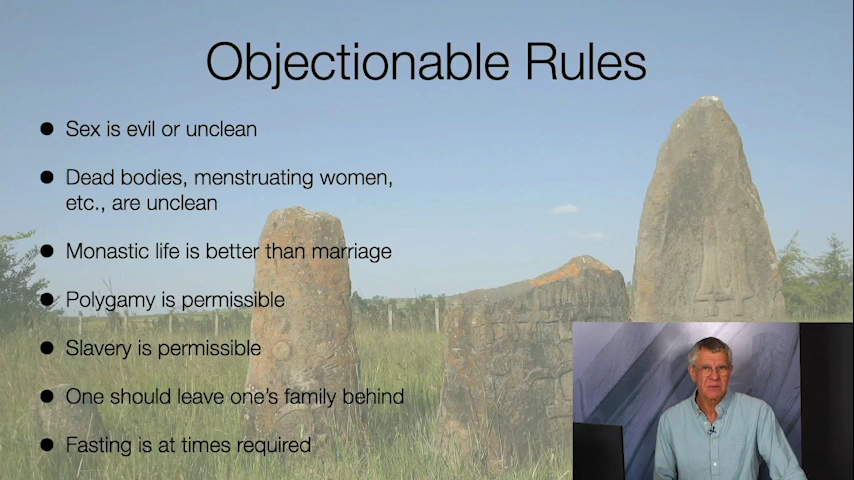 Objectionable Rules
● Sex is evil or unclean
● Dead bodies, menstruating women,
etc., are unclean
● Monastic life is better than marriage
● Polygamy is permissible
● Slavery is permissible
● One should leave one’s family behind
● Fasting is at times required